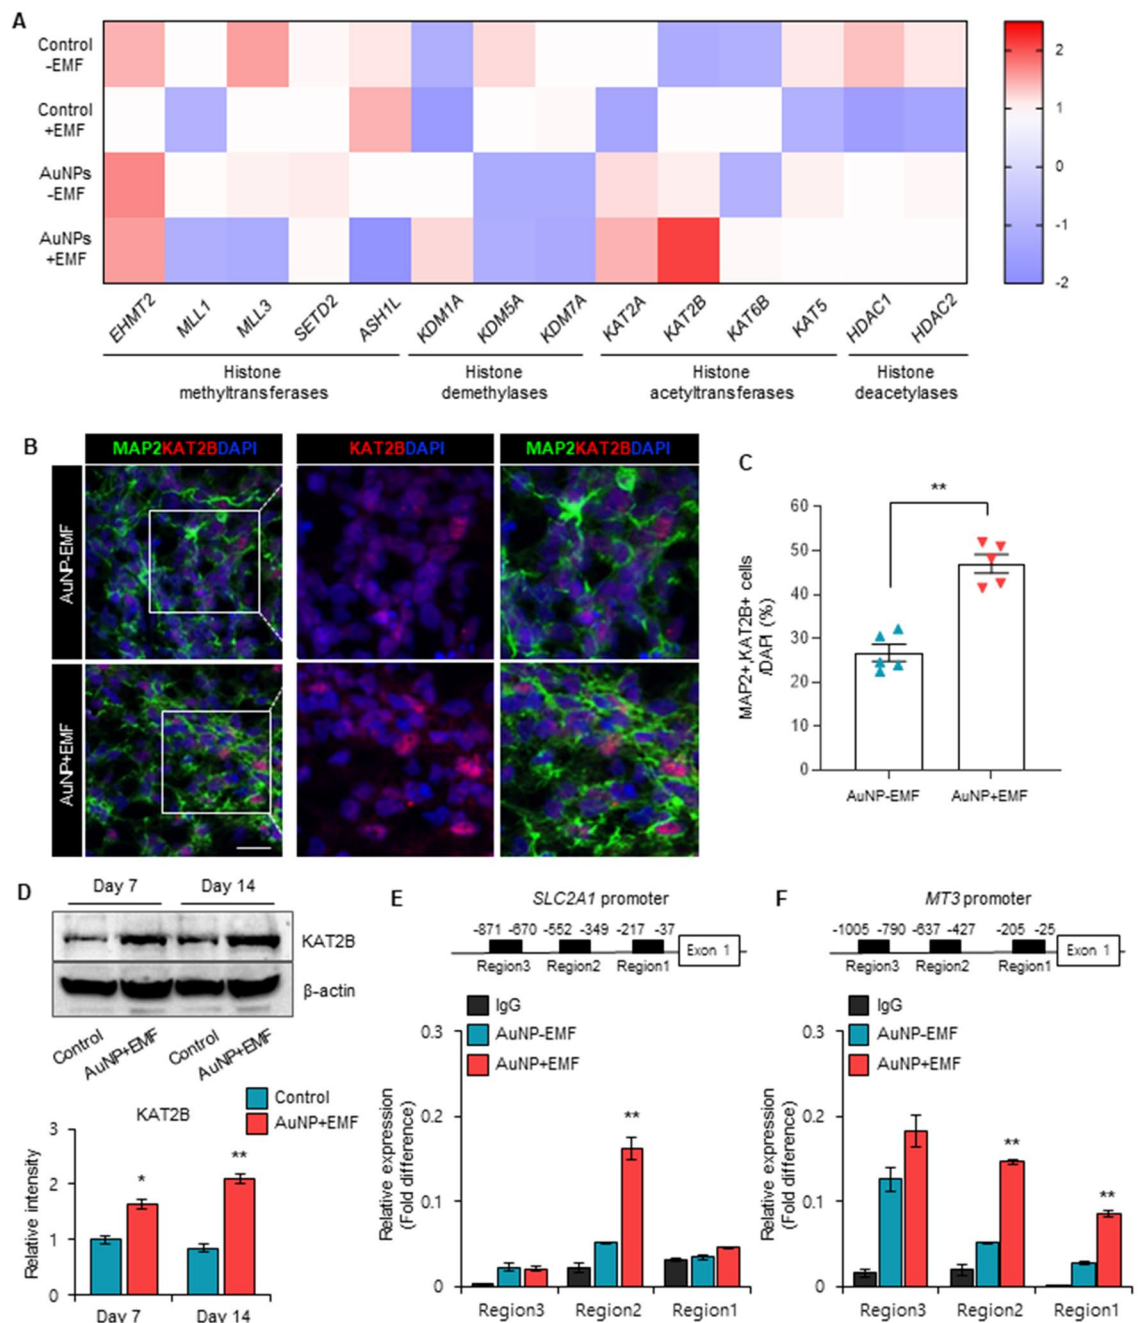 A
Control
-EMF
Control
+EMF
AuNPs
-EMF
AuNPs
+EMF
2
1
0
-1
-2
EHMT2 MLL1 MLL3 SETD2 ASH1L KDM1A KDM5A KDM7A KAT2A KAT2B KAT6B KAT5 HDAC1 HDAC2
Histone
methyltransferases
Histone
demethylases
Histone
acetyltransferases
Histone
deacetylases
B
MAP2KAT2BDAPI KAT2BDAPI MAP2KAT2BDAPI
AuNP-EMF
AuNP+EMF
C
**
MAP2+,KAT2B+ cells
/DAPI (%)
60
50
40
30
20
10
0
AuNP-EMF AuNP+EMF
D
Day 7 Day 14
KAT2B
β-actin
Control AuNP+EMF Control AuNP+EMF
Control
AuNP+EMF
KAT2B
Relative intensity
3
2
1
0
* **
Day 7 Day 14
E
SLC2A1 promoter
-871 -670 -552 -349 -217 -37
Exon 1
Region3 Region2 Region1
IgG
AuNP-EMF
AuNP+EMF
Relative expression
(Fold difference)
0.3
0.2
0.1
0
**
Region3 Region2 Region1
F
MT3 promoter
-1005 -790 -637 -427 -205 -25
Exon 1
Region3 Region2 Region1
IgG
AuNP-EMF
AuNP+EMF
Relative expression
(Fold difference)
0.3
0.2
0.1
0
**
**
Region3 Region2 Region1